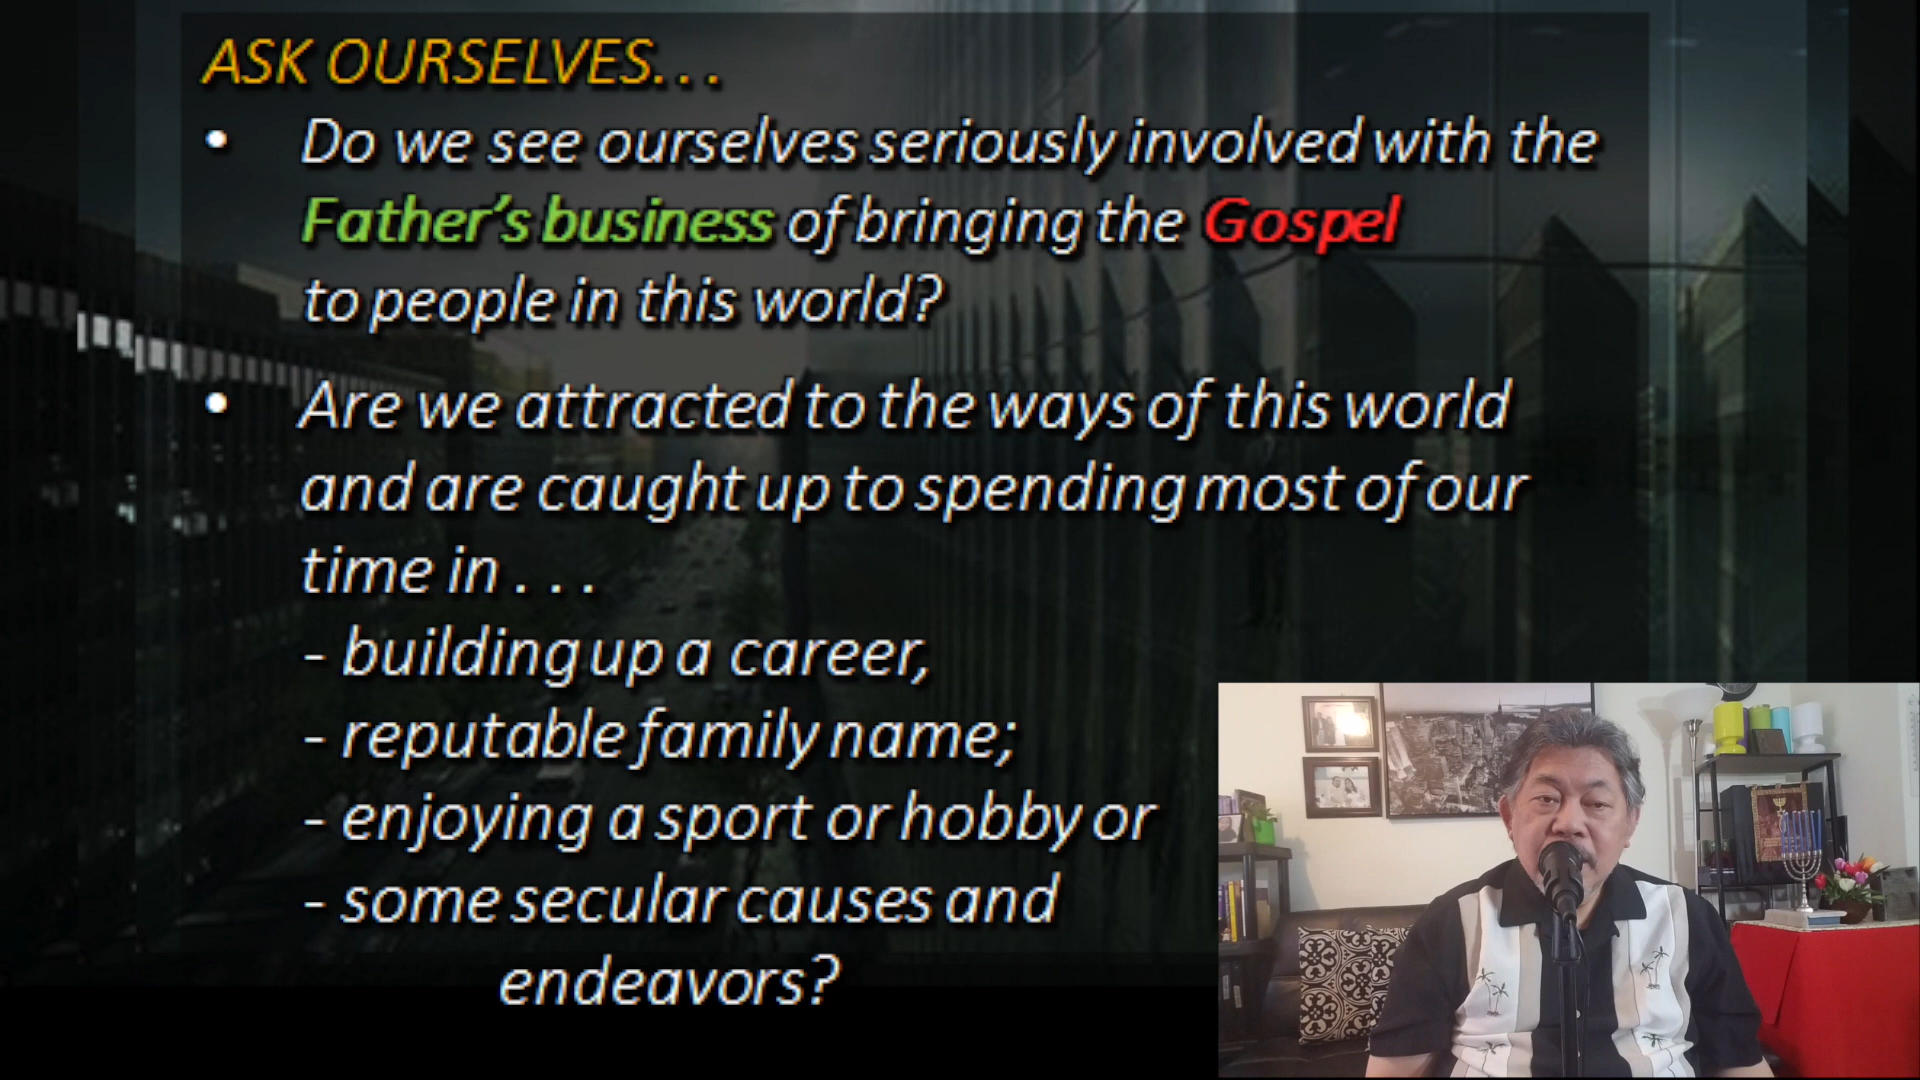 ASK OURSELVES. . .
• Do we see ourselves seriously involved with the
Father's business of bringing the Gospel
to people in this world?
• Are we attracted to the ways of this world
and are caught up to spending most of our
time in . . .
- building up a career,
- reputable family name;
- enjoying a sport or hobby or
- some secular causes and
endeavors?